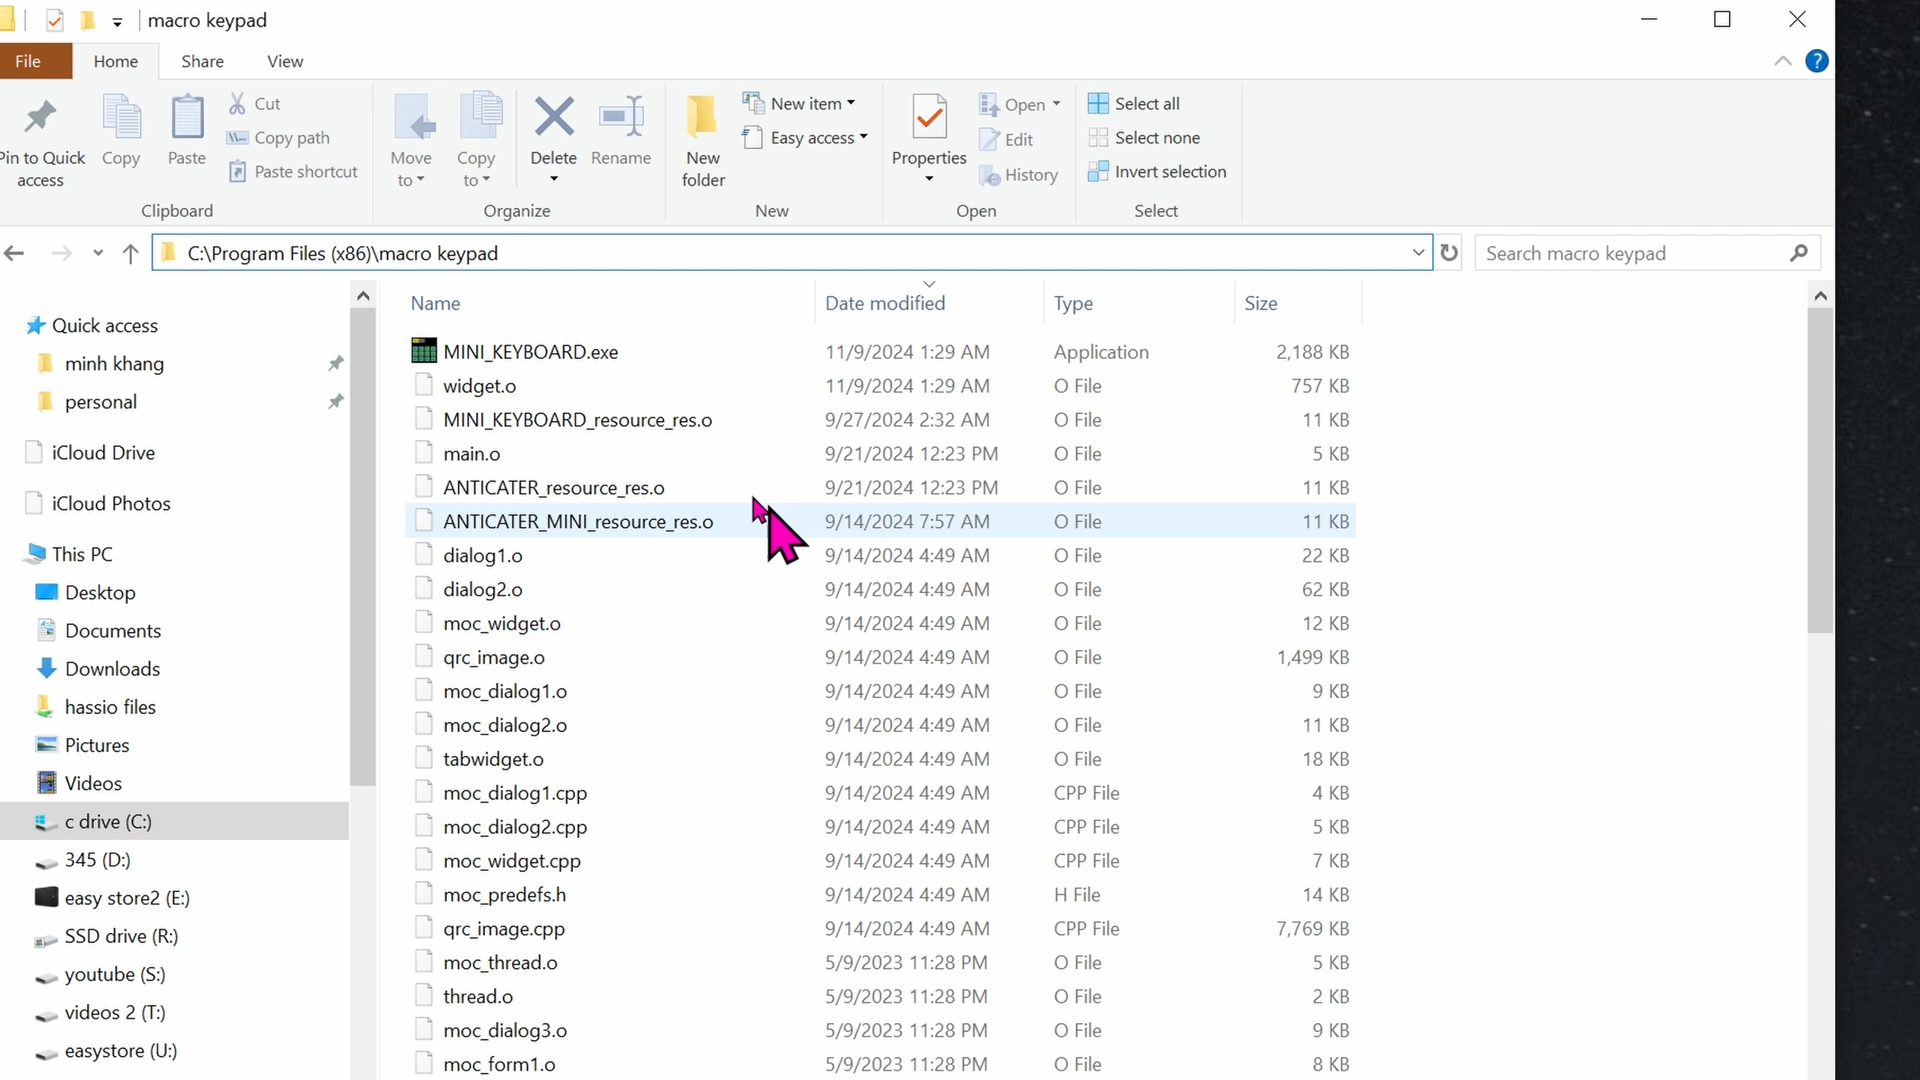 macro keypad
File
Home
Share
View
?
Pin to Quick access
Copy
Paste
Cut
Copy path
Paste shortcut
Clipboard
Move to
Copy to
Delete
Rename
Organize
New folder
New item
Easy access
New
Properties
Open
Edit
History
Open
Select all
Select none
Invert selection
Select
C:\Program Files (x86)\macro keypad
Search macro keypad
Quick access
minh khang
personal
iCloud Drive
iCloud Photos
This PC
Desktop
Documents
Downloads
hassio files
Pictures
Videos
c drive (C:)
345 (D:)
easy store2 (E:)
SSD drive (R:)
youtube (S:)
videos 2 (T:)
easystore (U:)
Name Date modified Type Size
MINI_KEYBOARD.exe 11/9/2024 1:29 AM Application 2,188 KB
widget.o 11/9/2024 1:29 AM O File 757 KB
MINI_KEYBOARD_resource_res.o 9/27/2024 2:32 AM O File 11 KB
main.o 9/21/2024 12:23 PM O File 5 KB
ANTICATER_resource_res.o 9/21/2024 12:23 PM O File 11 KB
ANTICATER_MINI_resource_res.o 9/14/2024 7:57 AM O File 11 KB
dialog1.o 9/14/2024 4:49 AM O File 22 KB
dialog2.o 9/14/2024 4:49 AM O File 62 KB
moc_widget.o 9/14/2024 4:49 AM O File 12 KB
qrc_image.o 9/14/2024 4:49 AM O File 1,499 KB
moc_dialog1.o 9/14/2024 4:49 AM O File 9 KB
moc_dialog2.o 9/14/2024 4:49 AM O File 11 KB
tabwidget.o 9/14/2024 4:49 AM O File 18 KB
moc_dialog1.cpp 9/14/2024 4:49 AM CPP File 4 KB
moc_dialog2.cpp 9/14/2024 4:49 AM CPP File 5 KB
moc_widget.cpp 9/14/2024 4:49 AM CPP File 7 KB
moc_predefs.h 9/14/2024 4:49 AM H File 14 KB
qrc_image.cpp 9/14/2024 4:49 AM CPP File 7,769 KB
moc_thread.o 5/9/2023 11:28 PM O File 5 KB
thread.o 5/9/2023 11:28 PM O File 2 KB
moc_dialog3.o 5/9/2023 11:28 PM O File 9 KB
moc_form1.o 5/9/2023 11:28 PM O File 8 KB